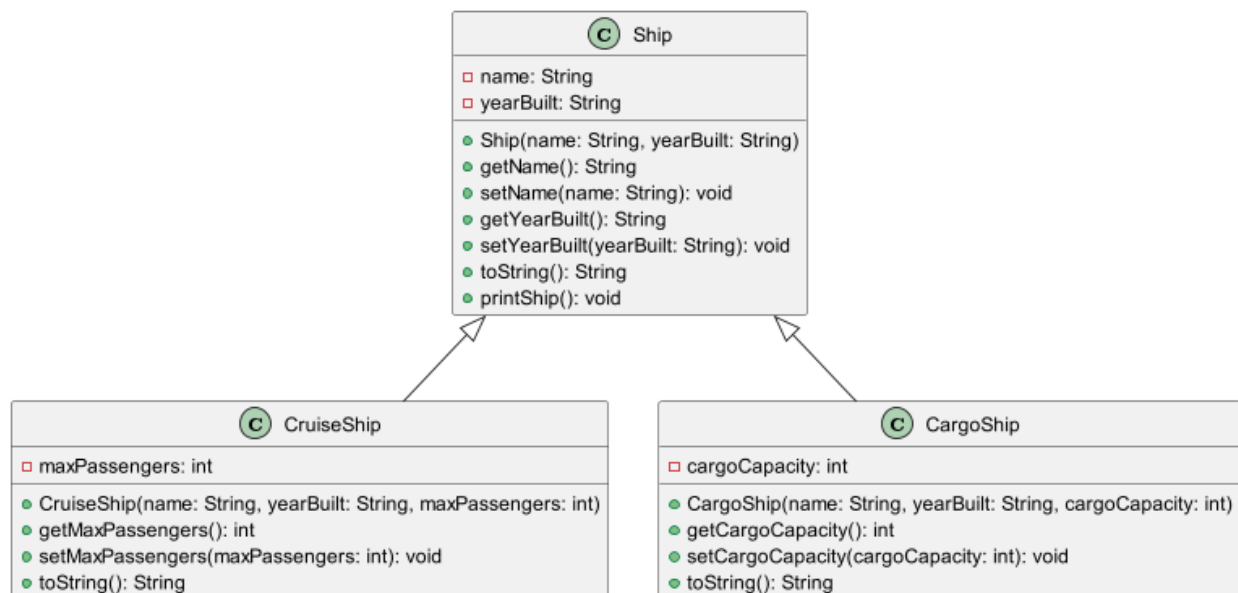 C Ship
name: String
yearBuilt: String
Ship(name: String, yearBuilt: String)
getName(): String
setName(name: String): void
getYearBuilt(): String
setYearBuilt(yearBuilt: String): void
toString(): String
printShip(): void
C CruiseShip
maxPassengers: int
CruiseShip(name: String, yearBuilt: String, maxPassengers: int)
getMaxPassengers(): int
setMaxPassengers(maxPassengers: int): void
toString(): String
C CargoShip
cargoCapacity: int
CargoShip(name: String, yearBuilt: String, cargoCapacity: int)
getCargoCapacity(): int
setCargoCapacity(cargoCapacity: int): void
toString(): String